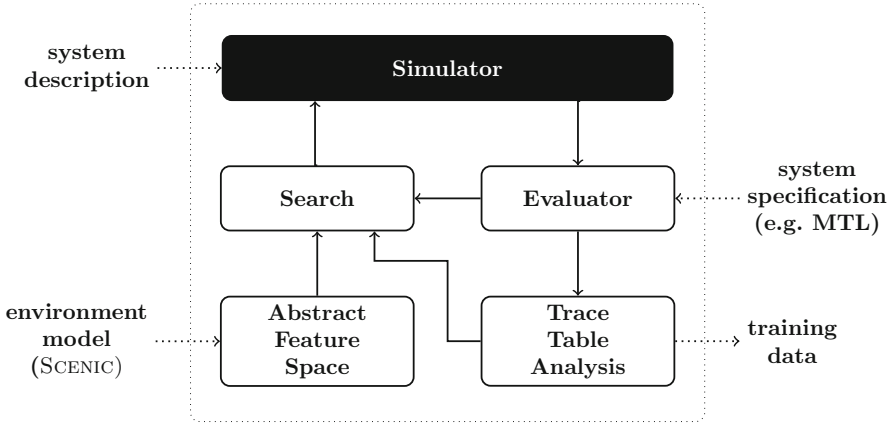 system
description
Simulator
Search
Evaluator
system
specification
(e.g. MTL)
environment
model
(SCENIC)
Abstract
Feature
Space
Trace
Table
Analysis
training
data